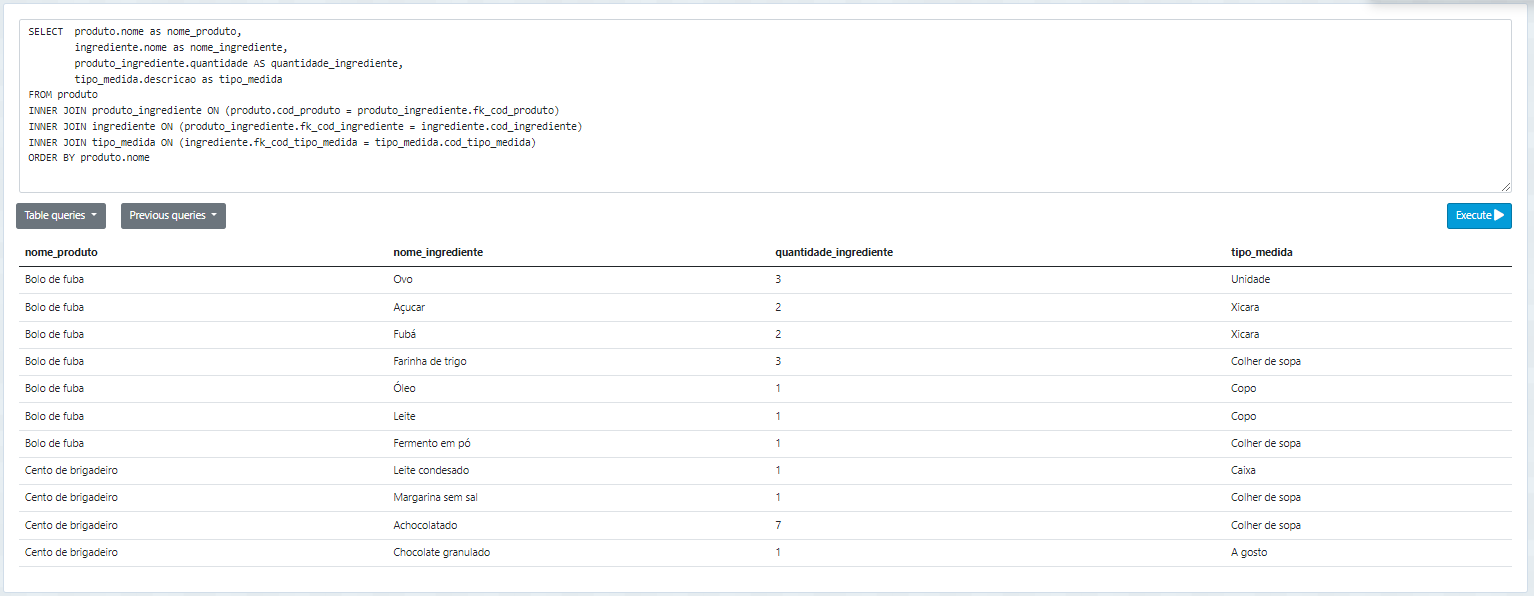 SELECT  produto.nome as nome_produto,
        ingrediente.nome as nome_ingrediente,
        produto_ingrediente.quantidade AS quantidade_ingrediente,
        tipo_medida.descricao as tipo_medida
FROM produto
INNER JOIN produto_ingrediente ON (produto.cod_produto = produto_ingrediente.fk_cod_produto)
INNER JOIN ingrediente ON (produto_ingrediente.fk_cod_ingrediente = ingrediente.cod_ingrediente)
INNER JOIN tipo_medida ON (ingrediente.fk_cod_tipo_medida = tipo_medida.cod_tipo_medida)
ORDER BY produto.nome
Table queries Previous queries Execute
nome_produto nome_ingrediente quantidade_ingrediente tipo_medida
Bolo de fuba Ovo 3 Unidade
Bolo de fuba Açucar 2 Xicara
Bolo de fuba Fubá 2 Xicara
Bolo de fuba Farinha de trigo 3 Colher de sopa
Bolo de fuba Óleo 1 Copo
Bolo de fuba Leite 1 Copo
Bolo de fuba Fermento em pó 1 Colher de sopa
Cento de brigadeiro Leite condesado 1 Caixa
Cento de brigadeiro Margarina sem sal 1 Colher de sopa
Cento de brigadeiro Achocolatado 7 Colher de sopa
Cento de brigadeiro Chocolate granulado 1 A gosto